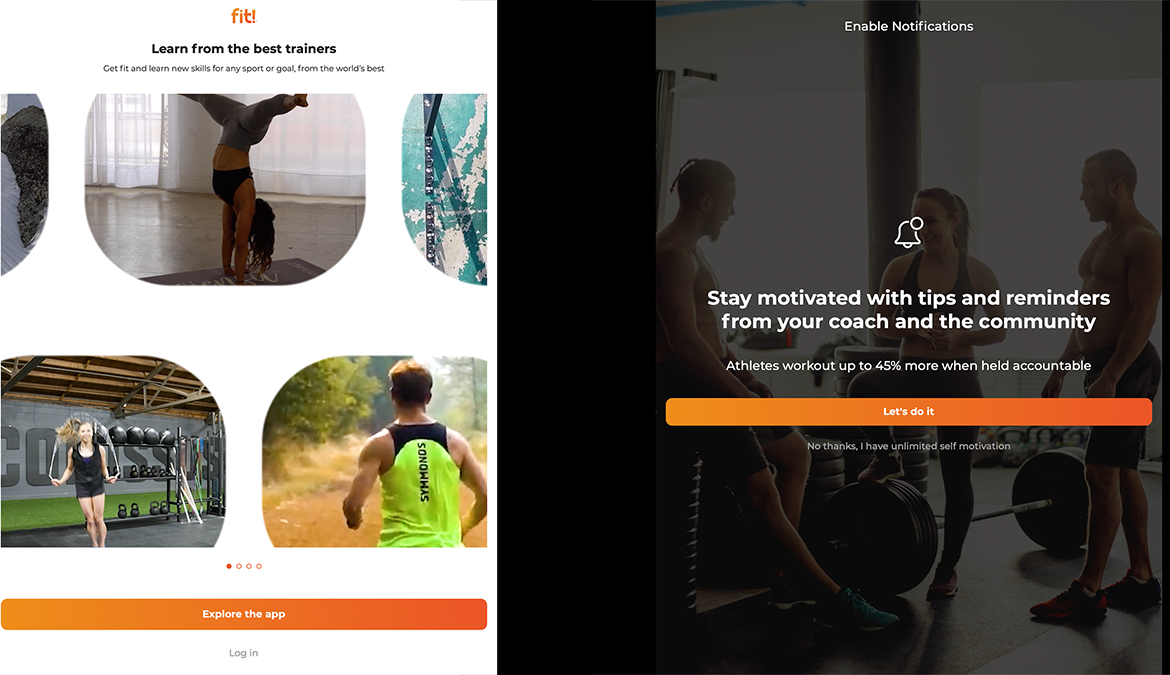 fit!
Learn from the best trainers
Get fit and learn new skills for any sport or goal, from the world's best
SYMMONDS
Explore the app
Log in
Enable Notifications
Stay motivated with tips and reminders
from your coach and the community
Athletes workout up to 45% more when held accountable
Let's do it
No thanks, I have unlimited self motivation